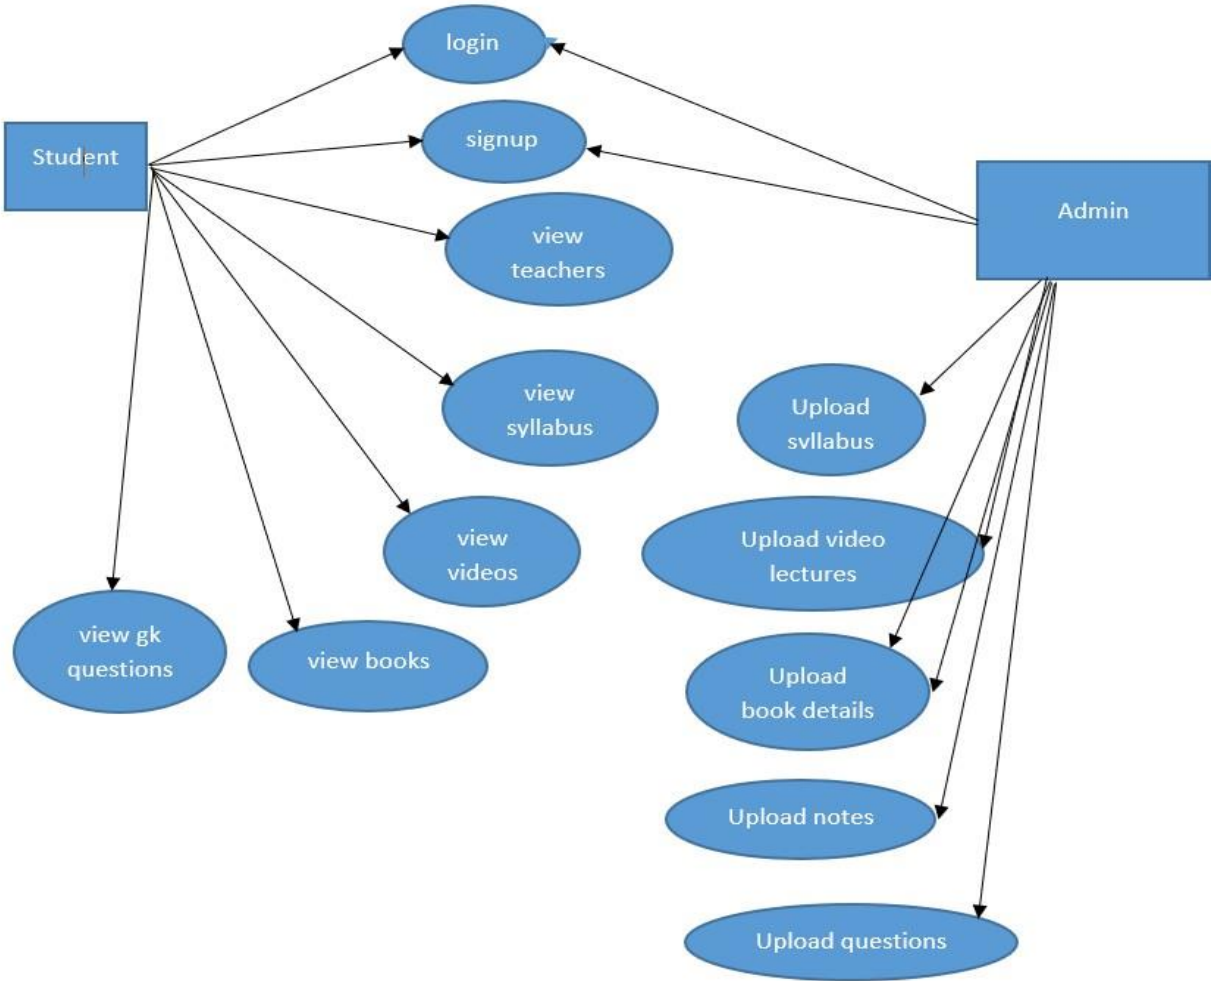 login
signup
Student
Admin
view
teachers
view
syllabus
Upload
svllabus
view
videos
Upload video
lectures
view gk
questions
view books
Upload
book details
Upload notes
Upload questions